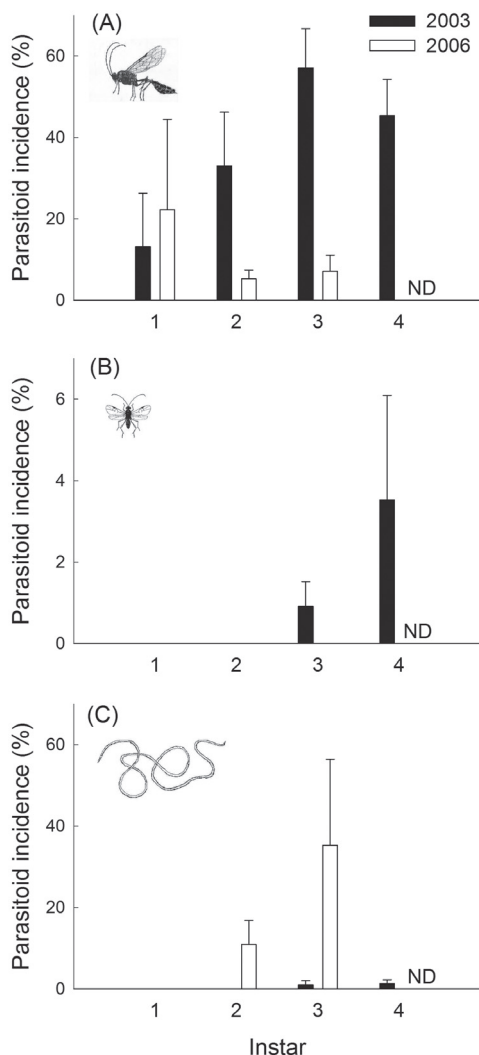 (A)
2003
2006
Parasitoid incidence (%)
60
40
20
0
ND
1 2 3 4
(B)
Parasitoid incidence (%)
6
4
2
0
ND
1 2 3 4
(C)
Parasitoid incidence (%)
60
40
20
0
ND
1 2 3 4
Instar